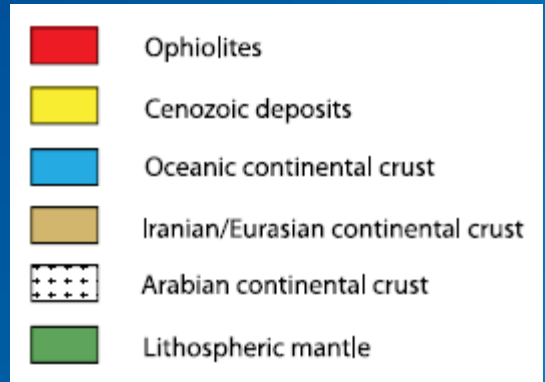 Ophiolites
Cenozoic deposits
Oceanic continental crust
Iranian/Eurasian continental crust
Arabian continental crust
Lithospheric mantle